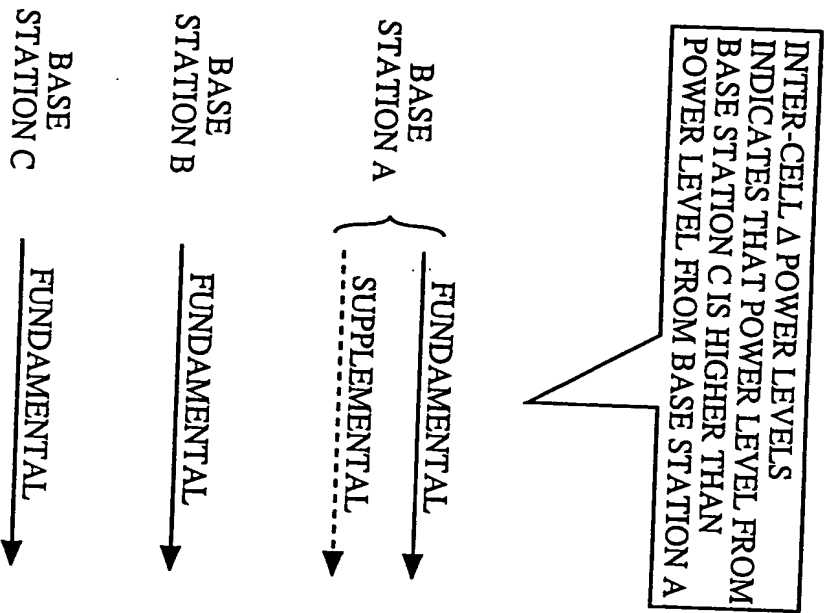 INTER-CELL Δ POWER LEVELS
INDICATES THAT POWER LEVEL FROM
BASE STATION C IS HIGHER THAN
POWER LEVEL FROM BASE STATION A
BASE
STATION A
FUNDAMENTAL
SUPPLEMENTAL
BASE
STATION B
FUNDAMENTAL
BASE
STATION C
FUNDAMENTAL